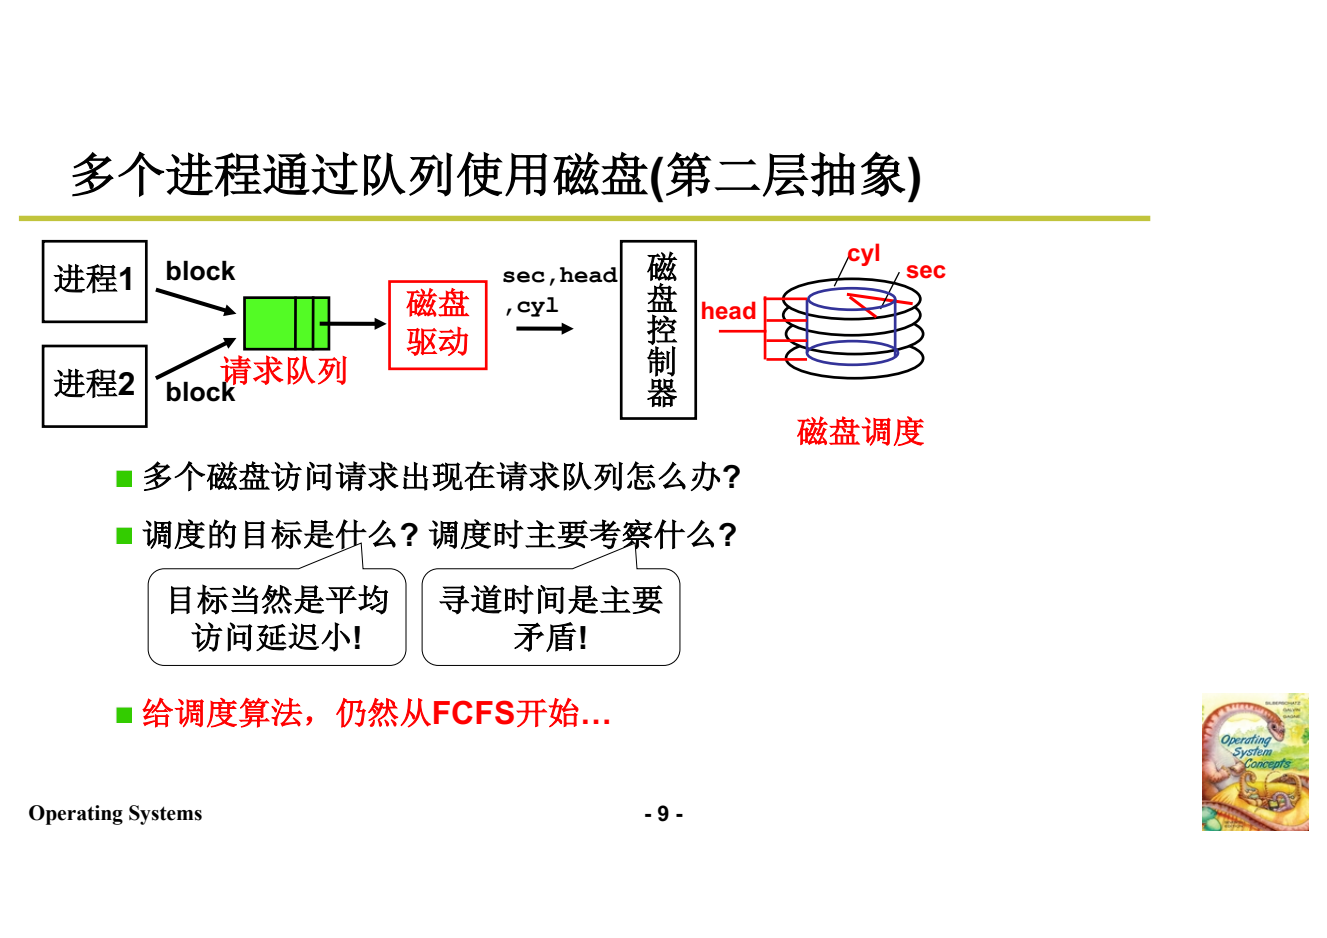 多个进程通过队列使用磁盘(第二层抽象)
进程1
block
进程2
block
请求队列
磁盘
驱动
sec,head
,cyl
磁
盘
控
制
器
head
cyl
sec
磁盘调度
多个磁盘访问请求出现在请求队列怎么办?
调度的目标是什么? 调度时主要考察什么?
目标当然是平均
访问延迟小!
寻道时间是主要
矛盾!
给调度算法，仍然从FCFS开始…
Operating
System
Concepts
Operating Systems
- 9 -